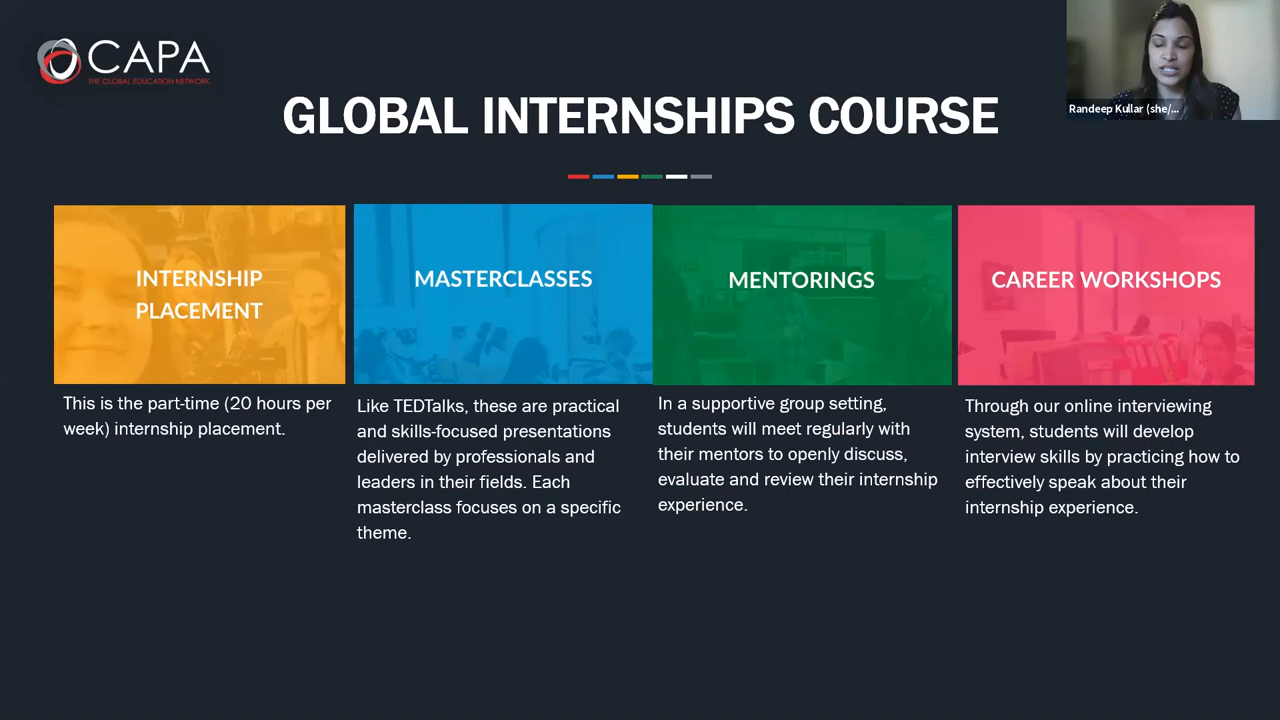 CAPA
THE GLOBAL EDUCATION NETWORK
Randeep Kullar (she/...
GLOBAL INTERNSHIPS COURSE
INTERNSHIP
PLACEMENT
This is the part-time (20 hours per
week) internship placement.
MASTERCLASSES
Like TEDTalks, these are practical
and skills-focused presentations
delivered by professionals and
leaders in their fields. Each
masterclass focuses on a specific
theme.
MENTORINGS
In a supportive group setting,
students will meet regularly with
their mentors to openly discuss,
evaluate and review their internship
experience.
CAREER WORKSHOPS
Through our online interviewing
system, students will develop
interview skills by practicing how to
effectively speak about their
internship experience.